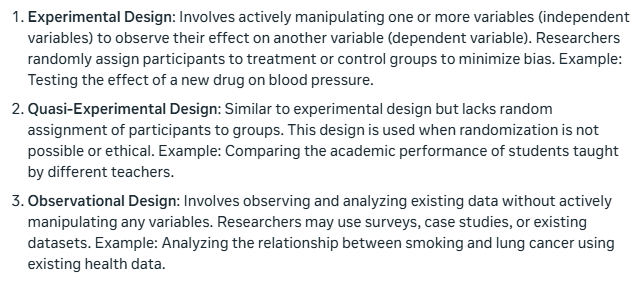 1. Experimental Design: Involves actively manipulating one or more variables (independent
variables) to observe their effect on another variable (dependent variable). Researchers
randomly assign participants to treatment or control groups to minimize bias. Example:
Testing the effect of a new drug on blood pressure.
2. Quasi-Experimental Design: Similar to experimental design but lacks random
assignment of participants to groups. This design is used when randomization is not
possible or ethical. Example: Comparing the academic performance of students taught
by different teachers.
3. Observational Design: Involves observing and analyzing existing data without actively
manipulating any variables. Researchers may use surveys, case studies, or existing
datasets. Example: Analyzing the relationship between smoking and lung cancer using
existing health data.